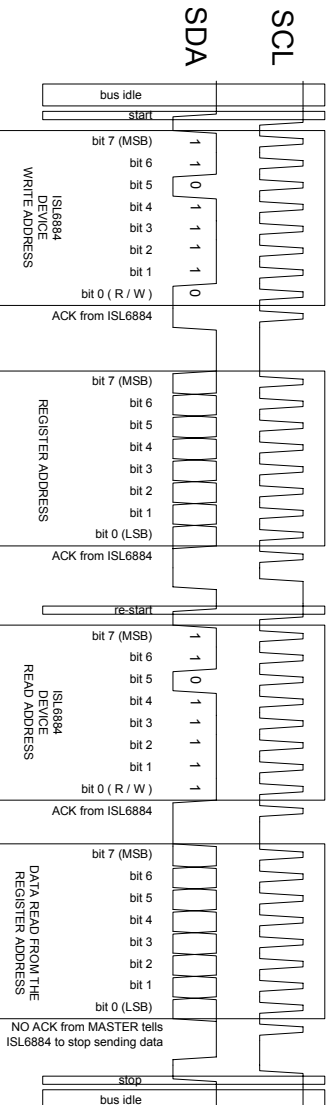 SCL
SDA
bus idle
start
bit 7 (MSB)
1
bit 6
1
bit 5
0
bit 4
1
bit 3
1
bit 2
1
bit 1
1
bit 0 ( R / W )
0
ISL6884
DEVICE
WRITE ADDRESS
ACK from ISL6884
bit 7 (MSB)
bit 6
bit 5
bit 4
bit 3
bit 2
bit 1
bit 0 (LSB)
REGISTER ADDRESS
ACK from ISL6884
re-start
bit 7 (MSB)
1
bit 6
1
bit 5
0
bit 4
1
bit 3
1
bit 2
1
bit 1
1
bit 0 ( R / W )
1
ISL6884
DEVICE
READ ADDRESS
ACK from ISL6884
bit 7 (MSB)
bit 6
bit 5
bit 4
bit 3
bit 2
bit 1
bit 0 (LSB)
DATA READ FROM THE
REGISTER ADDRESS
NO ACK from MASTER tells
ISL6884 to stop sending data
stop
bus idle